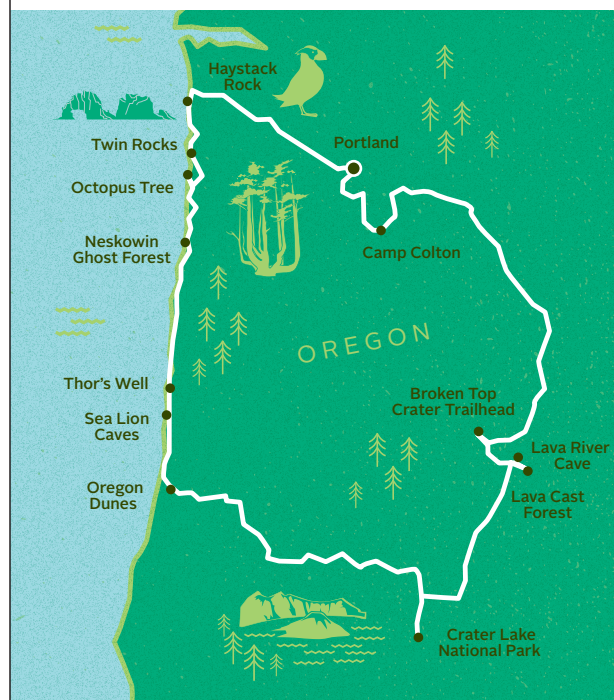 Haystack
Rock
Portland
Twin Rocks
Octopus Tree
Neskowin
Ghost Forest
Camp Colton
OREGON
Thor's Well
Broken Top
Crater Trailhead
Sea Lion
Caves
Lava River
Cave
Oregon
Dunes
Lava Cast
Forest
Crater Lake
National Park